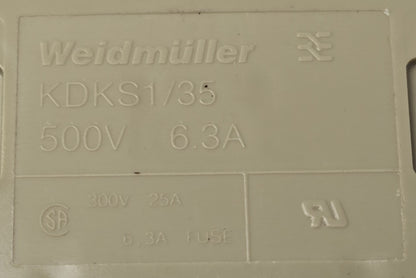 Weidmüller
KDKS1/35
500V 6.3A
300V 25A
6.3A FUSE